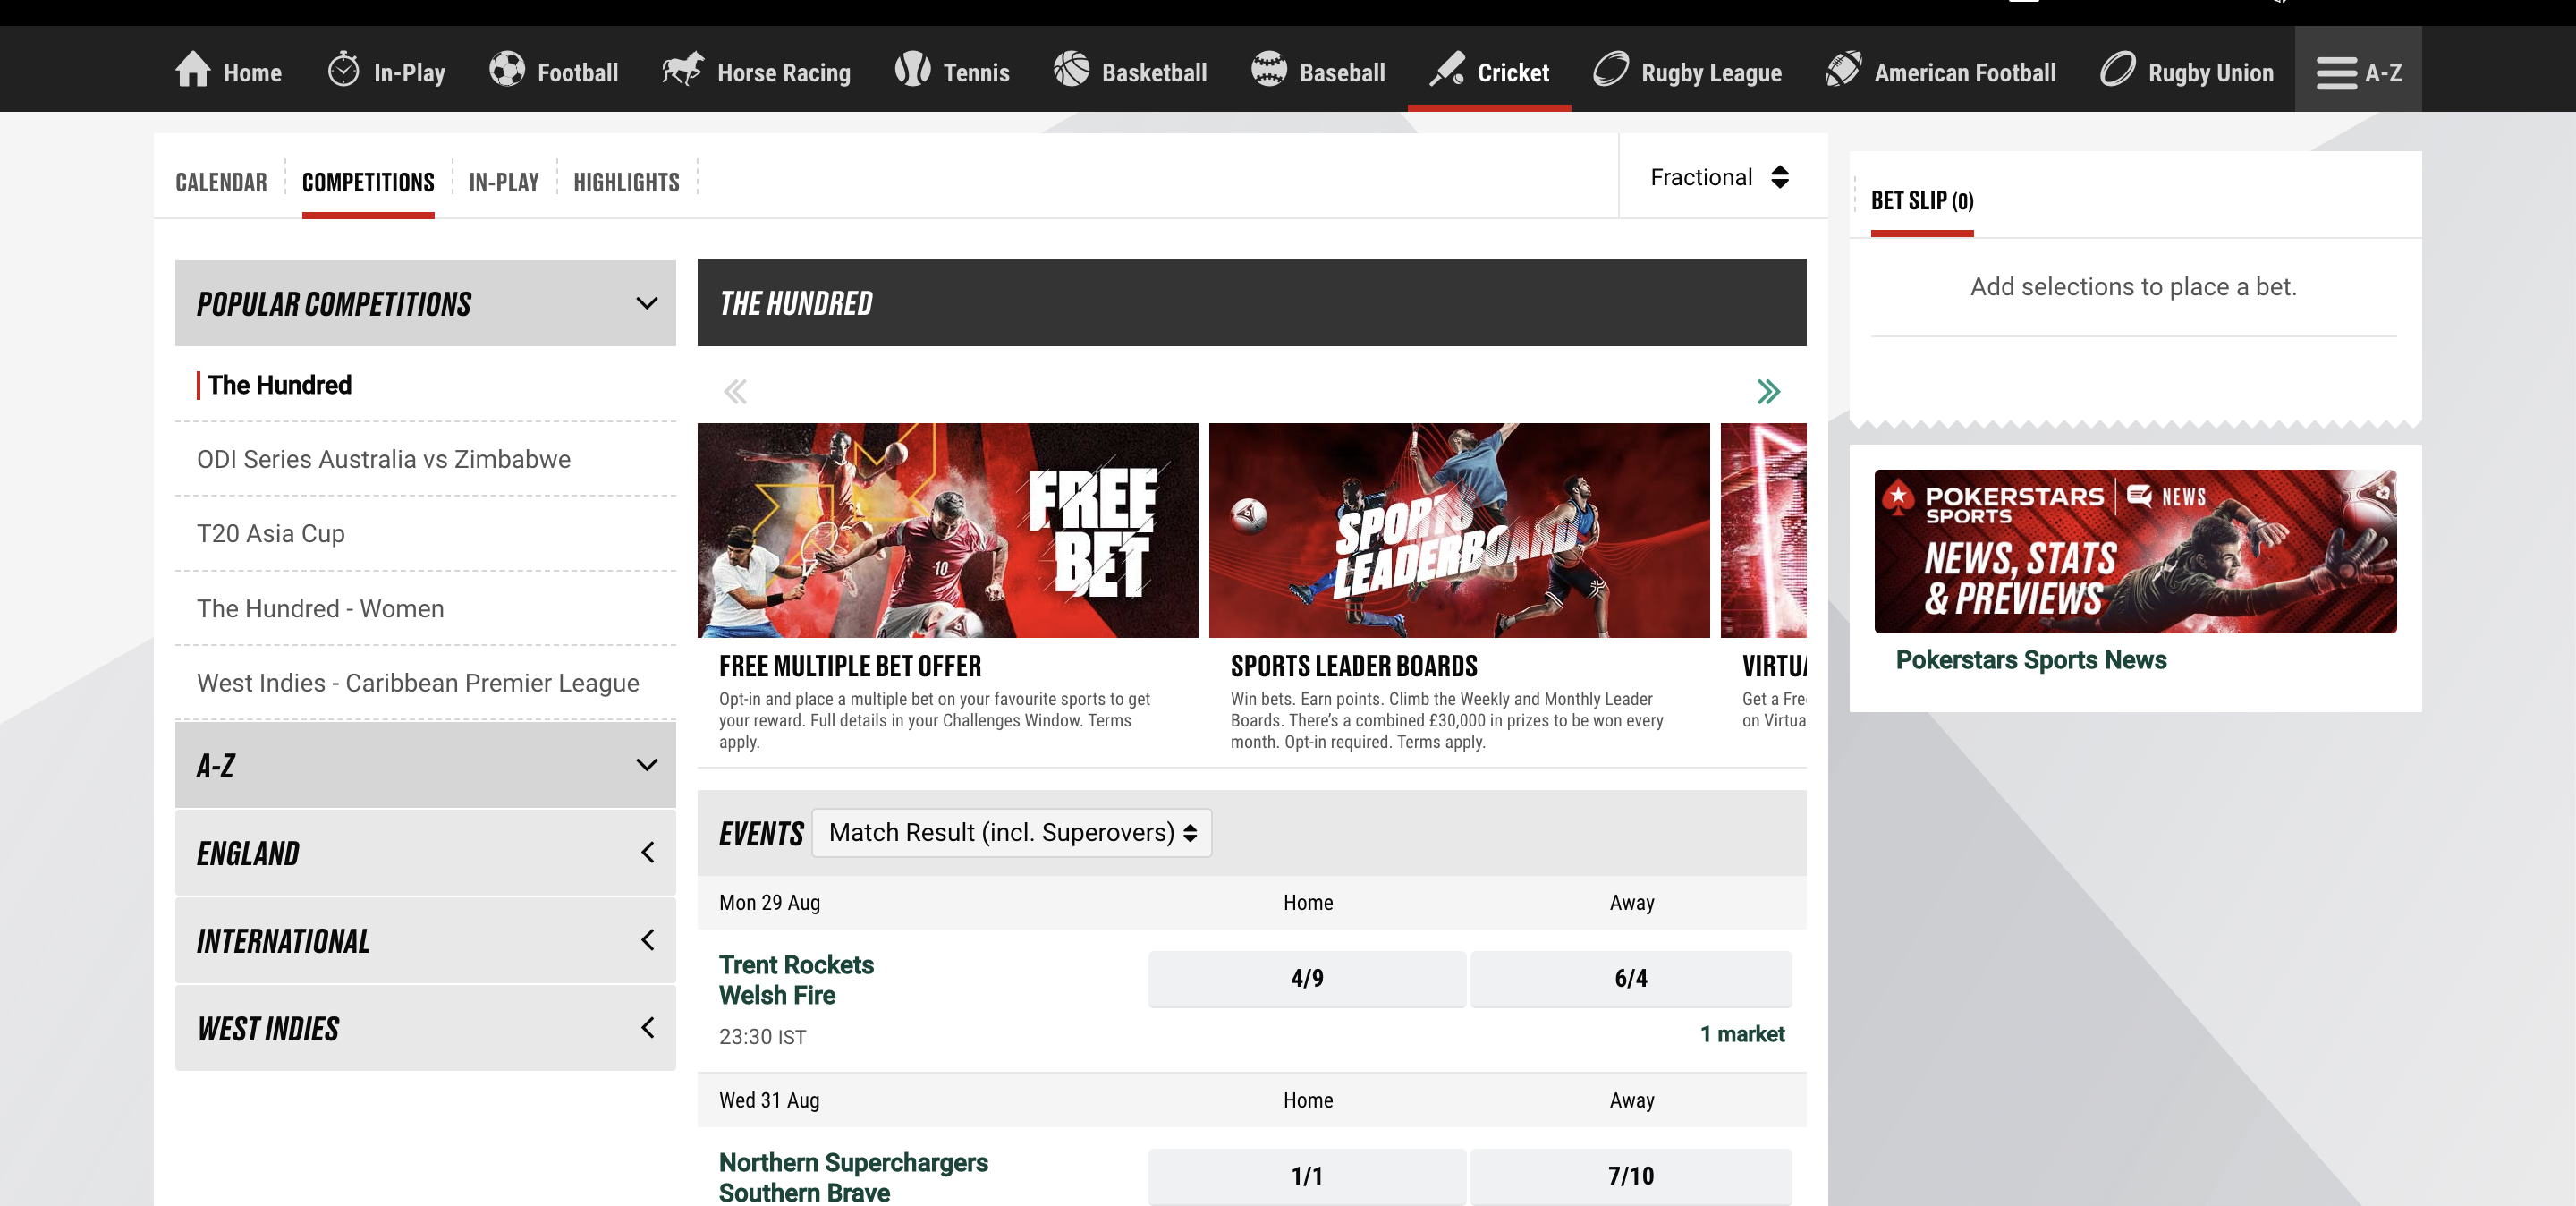 Home
In-Play
Football
Horse Racing
Tennis
Basketball
Baseball
Cricket
Rugby League
American Football
Rugby Union
A-Z
CALENDAR
COMPETITIONS
IN-PLAY
HIGHLIGHTS
Fractional
POPULAR COMPETITIONS
The Hundred
ODI Series Australia vs Zimbabwe
T20 Asia Cup
The Hundred - Women
West Indies - Caribbean Premier League
A-Z
ENGLAND
INTERNATIONAL
WEST INDIES
THE HUNDRED
FREE
BET
10
FREE MULTIPLE BET OFFER
Opt-in and place a multiple bet on your favourite sports to get
your reward. Full details in your Challenges Window. Terms
apply.
SPORTS
LEADERBOARD
SPORTS LEADER BOARDS
Win bets. Earn points. Climb the Weekly and Monthly Leader
Boards. There's a combined £30,000 in prizes to be won every
month. Opt-in required. Terms apply.
VIRTUA
Get a Fre
on Virtua
EVENTS
Match Result (incl. Superovers)
Mon 29 Aug
Home
Away
Trent Rockets
Welsh Fire
4/9
6/4
23:30 IST
1 market
Wed 31 Aug
Home
Away
Northern Superchargers
Southern Brave
1/1
7/10
BET SLIP (0)
Add selections to place a bet.
POKERSTARS
SPORTS
NEWS
NEWS, STATS
& PREVIEWS
Pokerstars Sports News